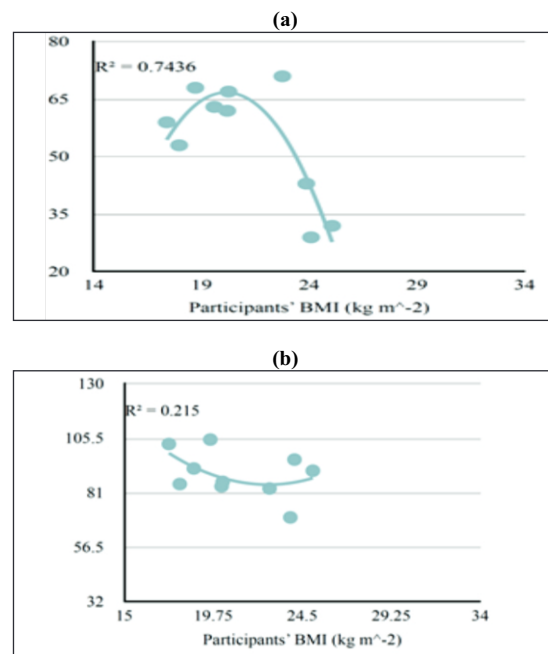 (a)
80
R² = 0.7436
65
50
35
20
14 19 24 29 34
Participants' BMI (kg m^-2)
(b)
130
R² = 0.215
105.5
81
56.5
32
15 19.75 24.5 29.25 34
Participants' BMI (kg m^-2)